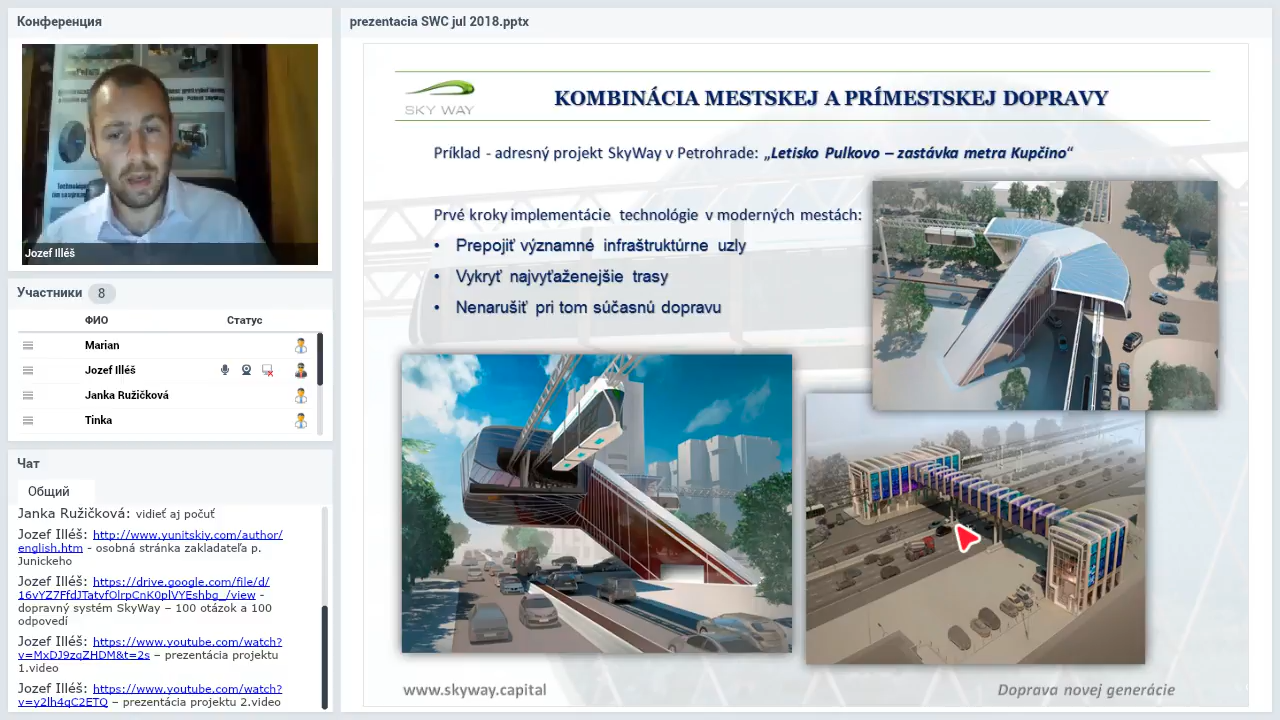 Конференция
Jozef Illéš
Участники 8
ФИО Статус
Marian
Jozef Illéš
Janka Ružičková
Tinka
Чат
Общий
Janka Ružičková: vidieť aj počuť
Jozef Illéš: http://www.yunitskiy.com/author/
english.htm - osobná stránka zakladateľa p.
Junickeho
Jozef Illéš: https://drive.google.com/file/d/
16vYZ7FfdJTatvfOlrpCnK0plVYEshbg_/view -
dopravný systém SkyWay – 100 otázok a 100
odpovedí
Jozef Illéš: https://www.youtube.com/watch?
v=MxDJ9zqZHDM&t=2s – prezentácia projektu
1.video
Jozef Illéš: https://www.youtube.com/watch?
v=y2lh4qC2ETQ – prezentácia projektu 2.video
prezentacia SWC jul 2018.pptx
SKY WAY
KOMBINÁCIA MESTSKEJ A PRÍMESTSKEJ DOPRAVY
Príklad - adresný projekt SkyWay v Petrohrade: „Letisko Pulkovo – zastávka metra Kupčino“
Prvé kroky implementácie technológie v moderných mestách:
• Prepojiť významné infraštruktúrne uzly
• Vykryť najvyťaženejšie trasy
• Nenarušiť pri tom súčasnú dopravu
www.skyway.capital
Doprava novej generácie